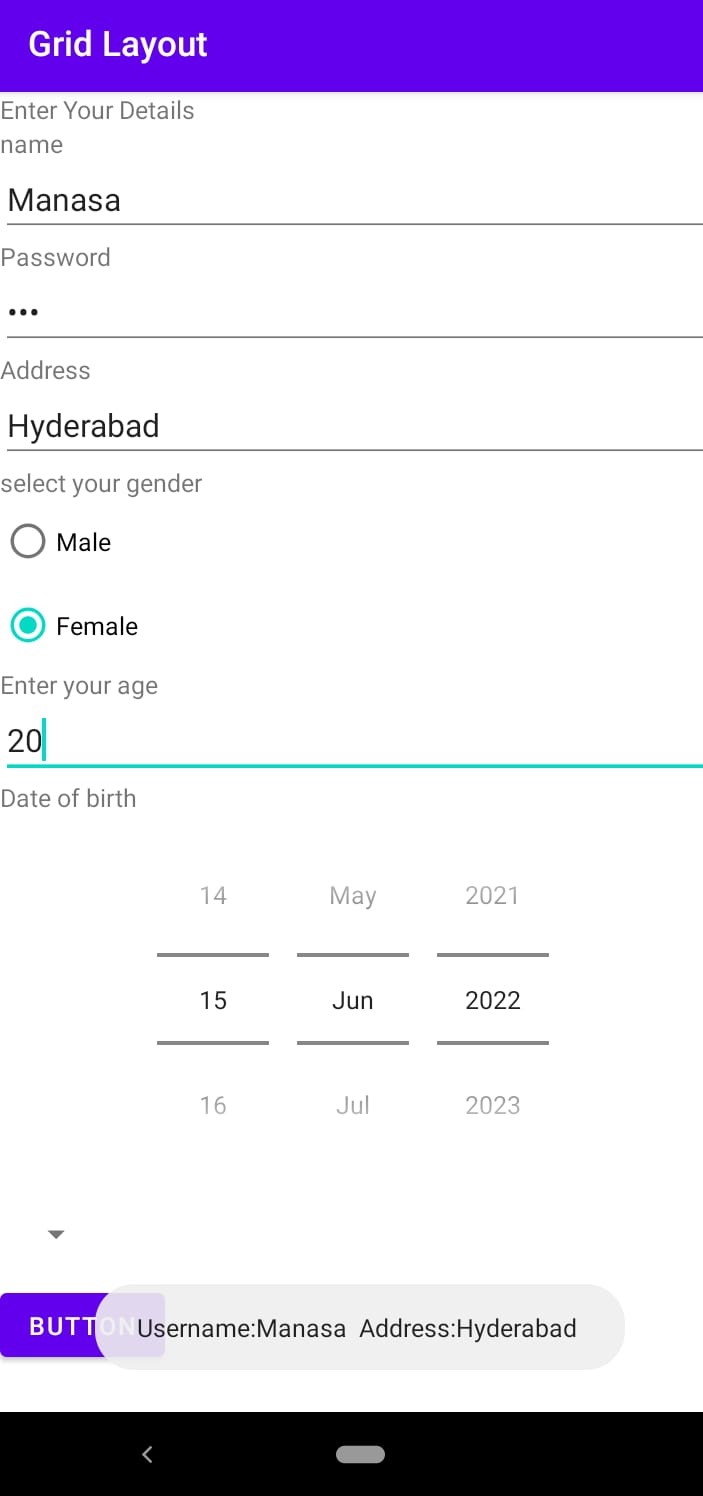 Grid Layout
Enter Your Details
name
Manasa
Password
•••
Address
Hyderabad
select your gender
Male
Female
Enter your age
20
Date of birth
14 May 2021
15 Jun 2022
16 Jul 2023
BUTTON
Username:Manasa Address:Hyderabad